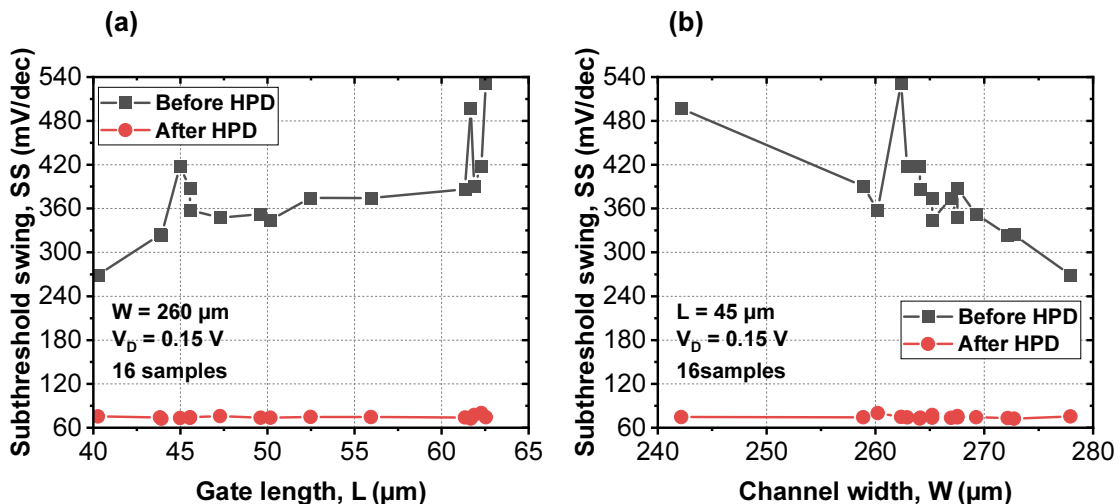 (a)
Subthreshold swing, SS (mV/dec)
540
480
420
360
300
240
180
120
60
Before HPD
After HPD
W = 260 µm
V_D = 0.15 V
16 samples
40 45 50 55 60 65
Gate length, L (µm)
(b)
Subthreshold swing, SS (mV/dec)
540
480
420
360
300
240
180
120
60
L = 45 µm
V_D = 0.15 V
16samples
Before HPD
After HPD
240 250 260 270 280
Channel width, W (µm)